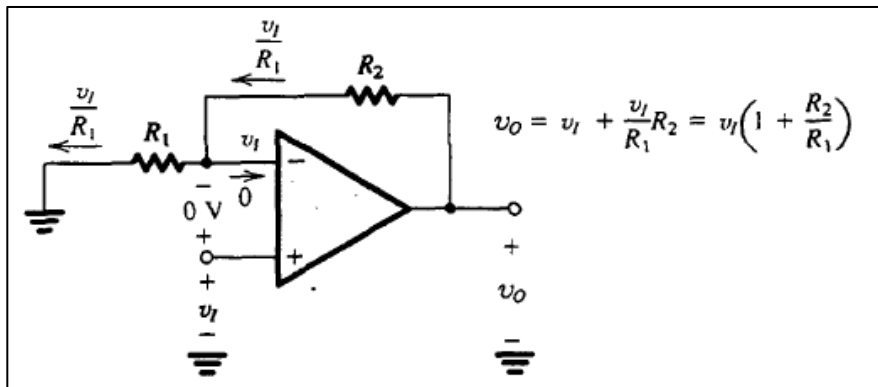 v_I/R_1
R_2
v_I/R_1
R_1
v_I
v_O = v_I + v_I/R_1 R_2 = v_I(1 + R_2/R_1)
−
−
0
0 V
+
+
+
+
v_I
v_O
−
−